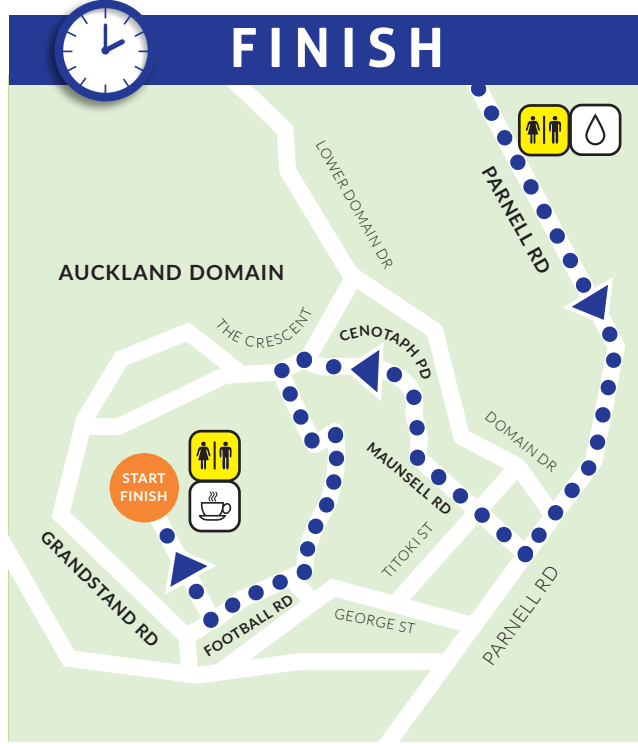 FINISH
LOWER DOMAIN DR
PARNELL RD
AUCKLAND DOMAIN
THE CRESCENT
CENOTAPH PD
DOMAIN DR
MAUNSELL RD
START
FINISH
TITOKI ST
GRANDSTAND RD
FOOTBALL RD
GEORGE ST
PARNELL RD